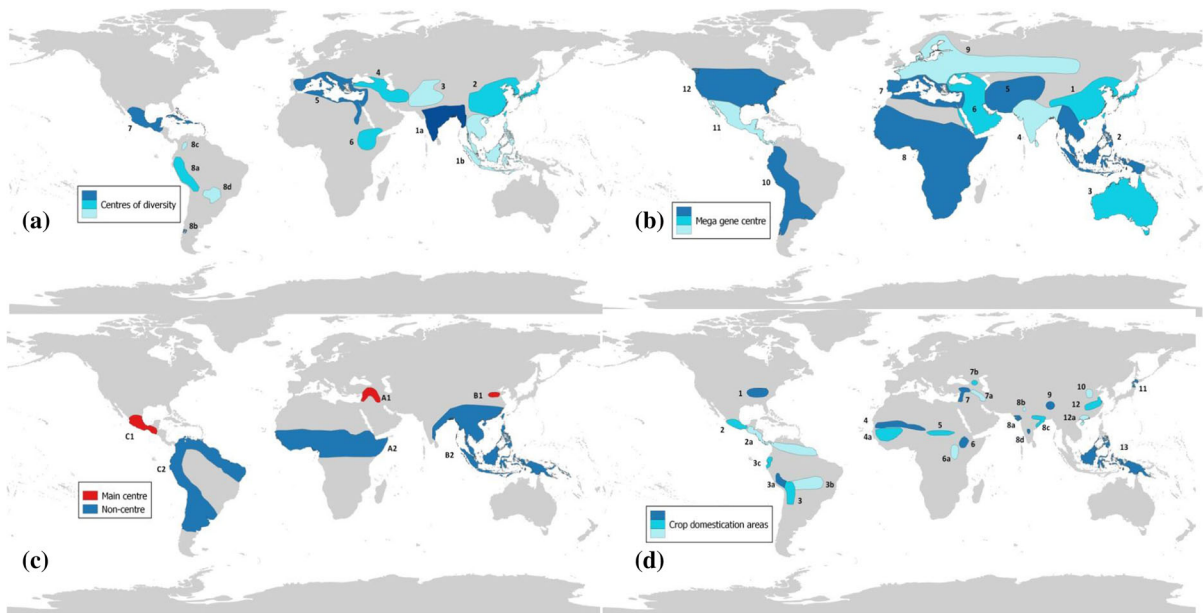 4
3
2
5
7
1a
6
8c
1b
8a
8d
Centres of diversity
8b
(a)
9
12
7
5
1
6
11
4
2
8
10
3
Mega gene centre
(b)
A1
B1
C1
A2
B2
C2
Main centre
Non-centre
(c)
7b
1
7
7a
9
10
11
8b
12
2
4
5
8a
12a
8c
2a
4a
6
8d
13
3c
6a
3a
3b
3
Crop domestication areas
(d)